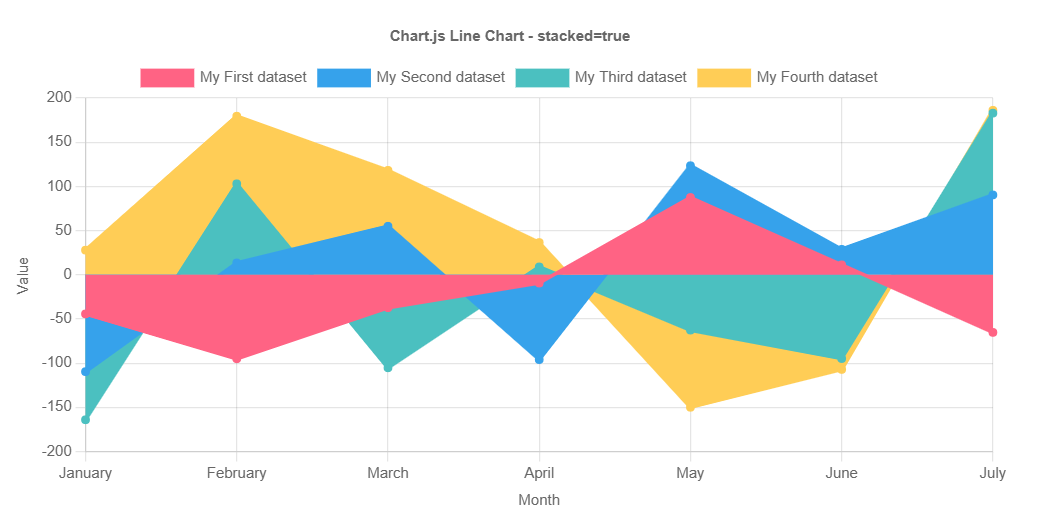 Chart.js Line Chart - stacked=true
My First dataset My Second dataset My Third dataset My Fourth dataset
200
150
100
50
0
-50
-100
-150
-200
Value
January February March April May June July
Month